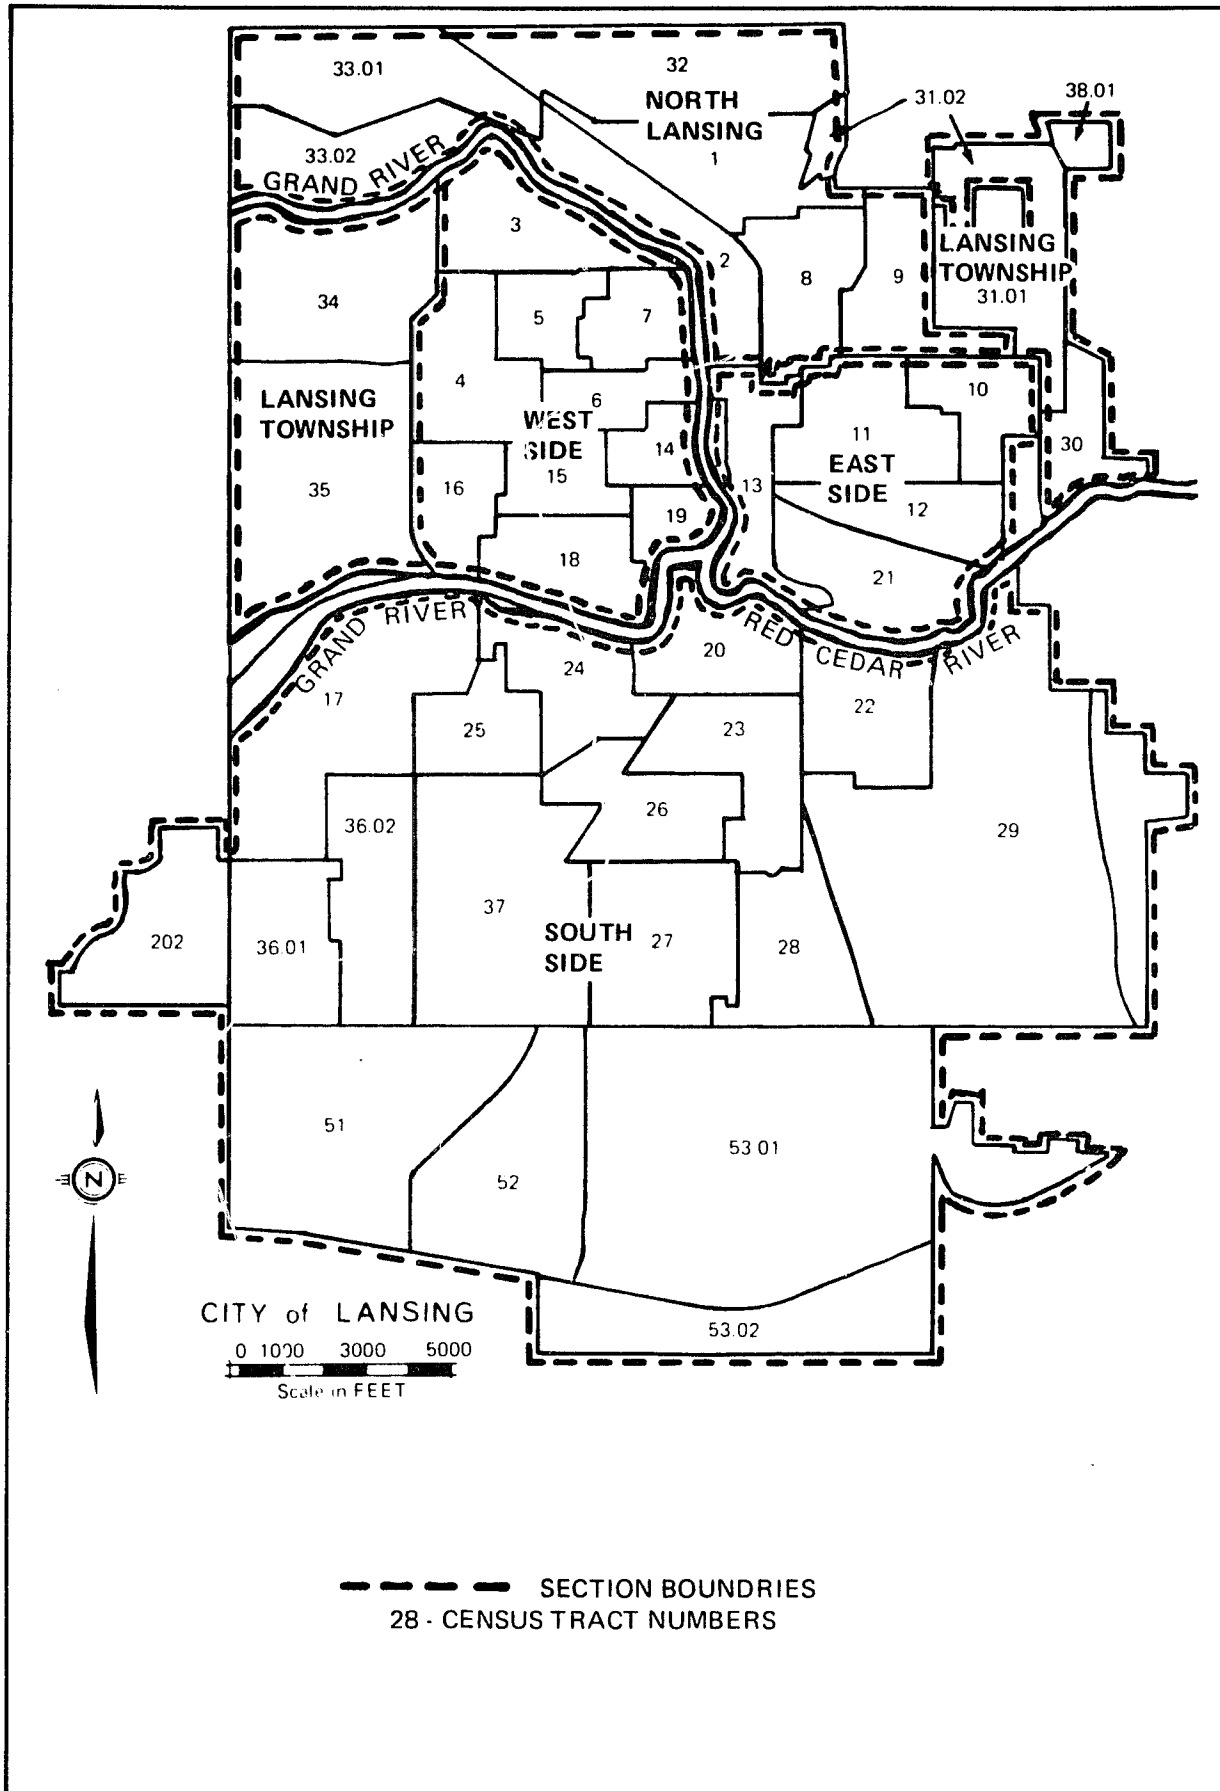 33.01
32
38.01
31.02
NORTH
LANSING
1
33.02
GRAND RIVER
3
2
8
9
LANSING
TOWNSHIP
31.01
34
5
7
4
6
10
LANSING
TOWNSHIP
WEST
SIDE
11
EAST
SIDE
30
14
15
16
35
13
12
19
18
21
GRAND RIVER
RED CEDAR RIVER
20
24
17
22
25
23
26
36.02
29
37
202
36.01
SOUTH
SIDE
27
28
51
53.01
52
N
CITY of LANSING
53.02
0 1000 3000 5000
Scale in FEET
SECTION BOUNDRIES
28 - CENSUS TRACT NUMBERS